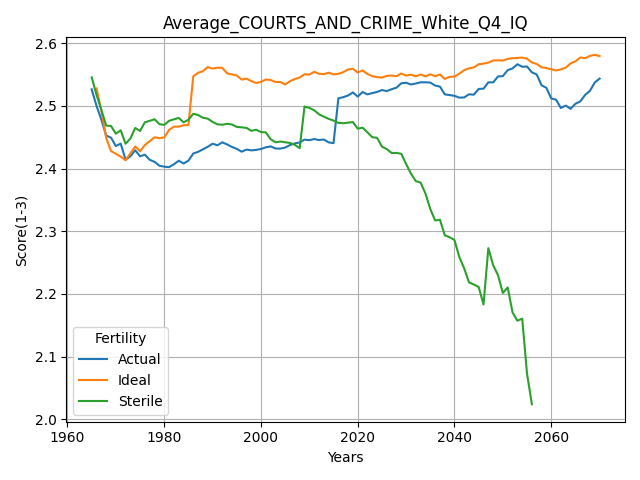 Average_COURTS_AND_CRIME_White_Q4_IQ
2.6
2.5
2.4
2.3
2.2
2.1
2.0
Score(1-3)
Fertility
Actual
Ideal
Sterile
1960 1980 2000 2020 2040 2060
Years